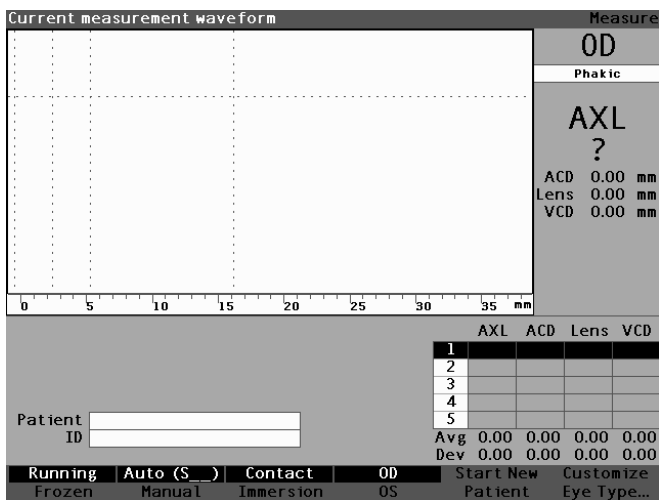 Current measurement waveform Measure
OD
Phakic
AXL
?
ACD 0.00 mm
Lens 0.00 mm
VCD 0.00 mm
0 5 10 15 20 25 30 35 mm
AXL ACD Lens VCD
1
2
3
4
5
Patient
ID
Avg 0.00 0.00 0.00 0.00
Dev 0.00 0.00 0.00 0.00
Running Auto (S__) Contact OD Start New Customize
Frozen Manual Immersion OS Patient Eye Type...